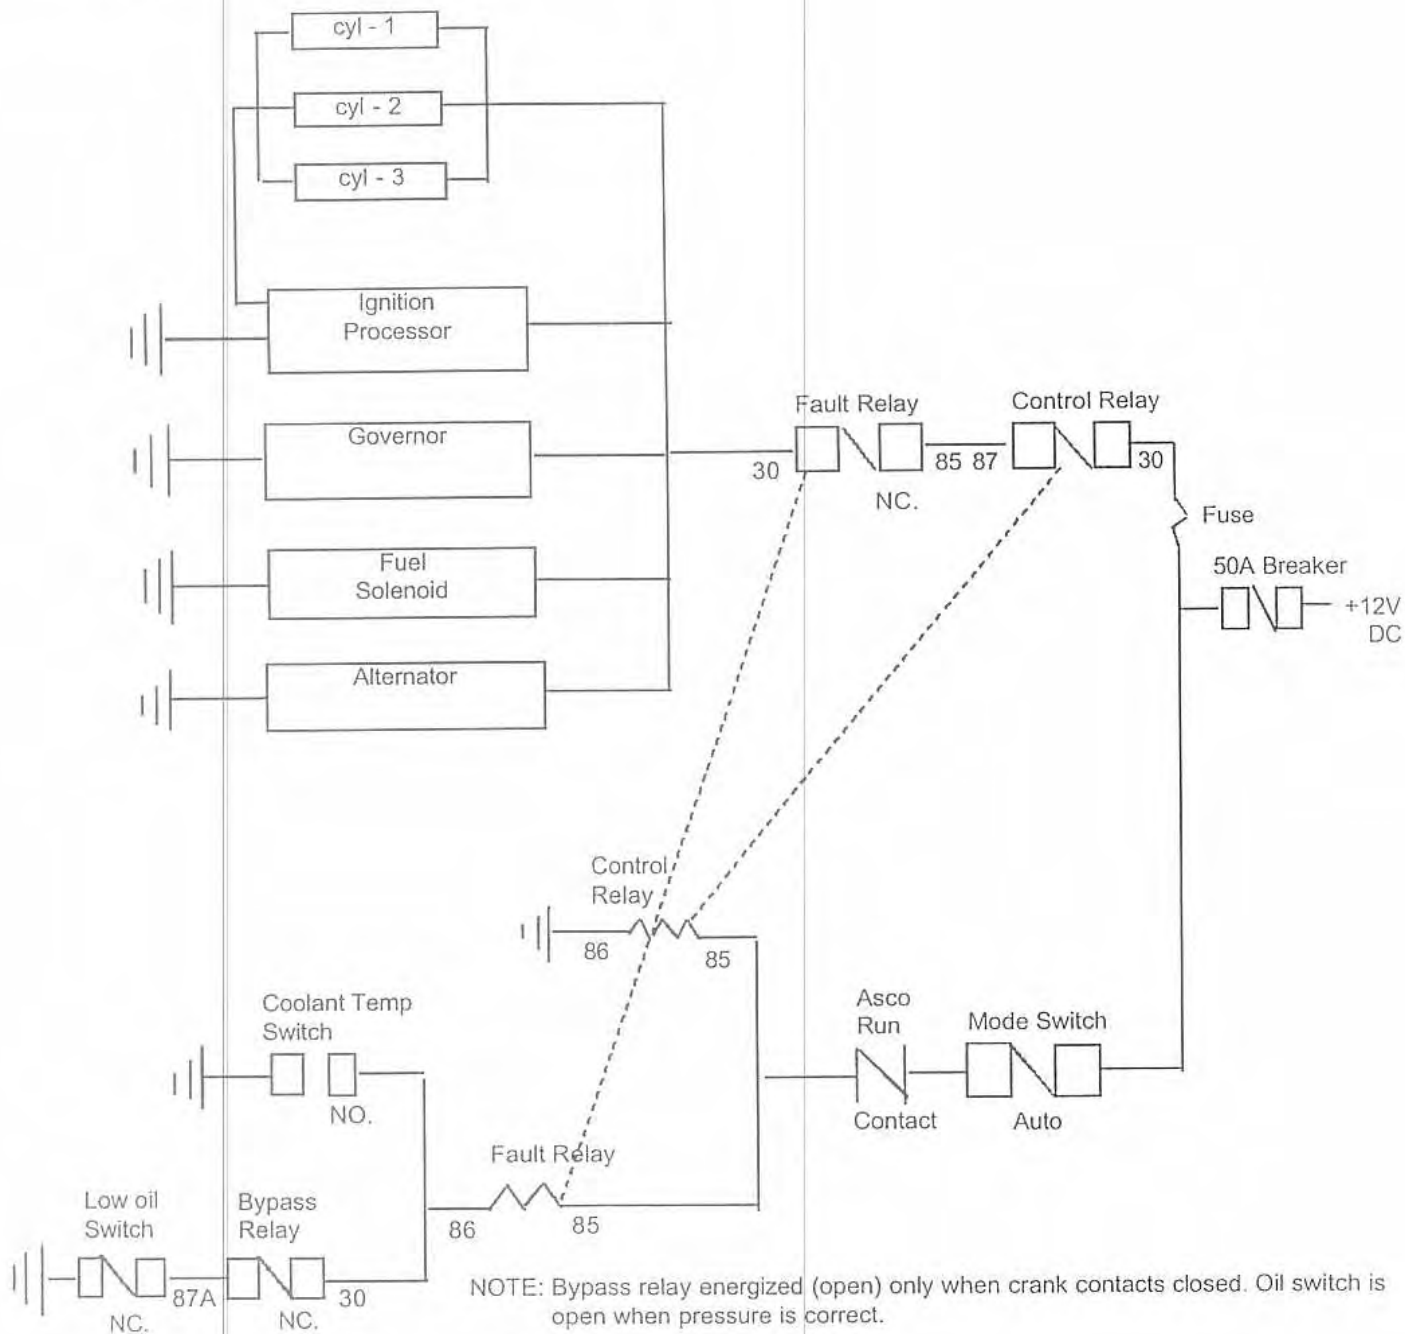 cyl - 1
cyl - 2
cyl - 3
Ignition
Processor
Governor
Fuel
Solenoid
Alternator
Fault Relay
Control Relay
30
85 87
30
NC.
Fuse
50A Breaker
+12V
DC
Control
Relay
86
85
Coolant Temp
Switch
NO.
Asco
Run
Contact
Mode Switch
Auto
Fault Relay
86
85
Low oil
Switch
Bypass
Relay
87A
30
NC.
NC.
NOTE: Bypass relay energized (open) only when crank contacts closed. Oil switch is
open when pressure is correct.